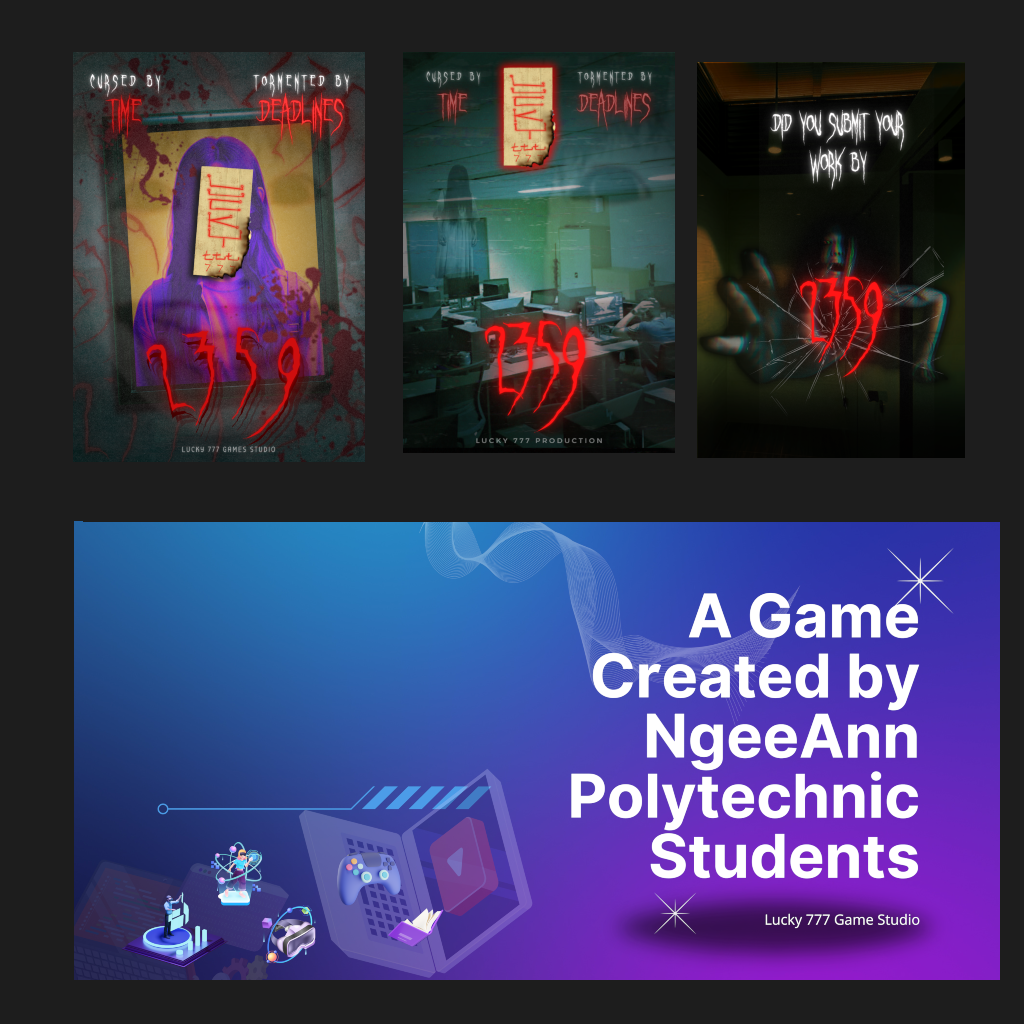 CURSED BY
TIME
TORMENTED BY
DEADLINES
2359
LUCKY 777 GAMES STUDIO
CURSED BY
TIME
TORMENTED BY
DEADLINES
2359
LUCKY 777 PRODUCTION
DID YOU SUBMIT YOUR
WORK BY
2359
A Game
Created by
NgeeAnn
Polytechnic
Students
Lucky 777 Game Studio